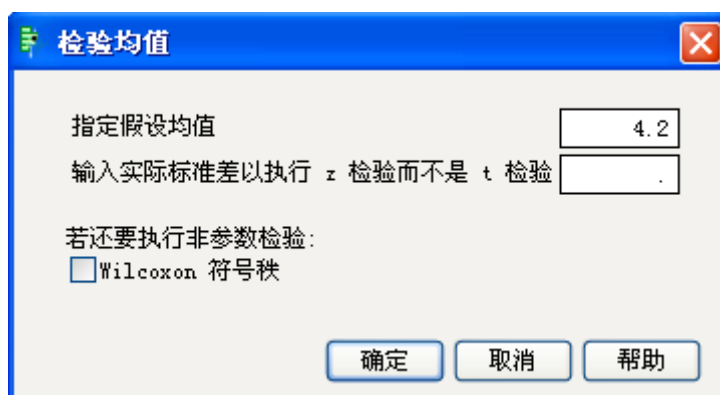 检验均值
指定假设均值 4.2
输入实际标准差以执行 z 检验而不是 t 检验 .
若还要执行非参数检验:
Wilcoxon 符号秩
确定 取消 帮助